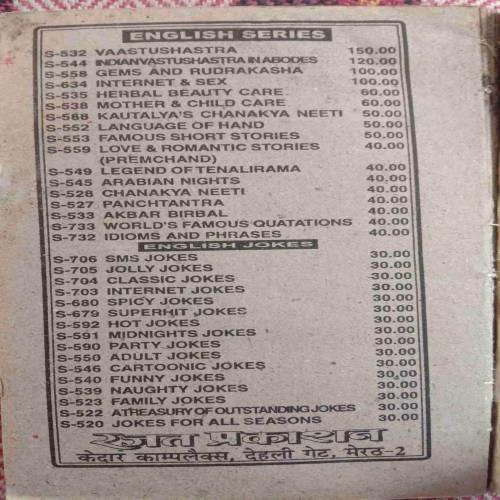 ENGLISH SERIES
S-532 VAASTUSHASTRA 150.00
S-544 INDIAN VASTUSHASTRA IN ABODES 120.00
S-558 GEMS AND RUDRAKASHA 100.00
S-634 INTERNET & SEX 100.00
S-535 HERBAL BEAUTY CARE. 60.00
S-538 MOTHER & CHILD CARE 60.00
S-588 KAUTALYA'S CHANAKYA NEETI 50.00
S-552 LANGUAGE OF HAND 50.00
S-553 FAMOUS SHORT STORIES 50.00
S-559 LOVE & ROMANTIC STORIES 40.00
(PREMCHAND)
S-549 LEGEND OF TENALIRAMA 40.00
S-545 ARABIAN NIGHTS 40.00
S-528 CHANAKYA NEETI 40.00
S-527 PANCHTANTRA 40.00
S-533 AKBAR BIRBAL 40.00
S-733 WORLD'S FAMOUS QUATATIONS 40.00
S-732 IDIOMS AND PHRASES 40.00
ENGLISH JOKES
S-706 SMS JOKES 30.00
S-705 JOLLY JOKES 30.00
S-704 CLASSIC JOKES 30.00
S-703 INTERNET JOKES 30.00
S-680 SPICY JOKES 30.00
S-679 SUPERHIT JOKES 30.00
S-592 HOT JOKES 30.00
S-591 MIDNIGHTS JOKES 30.00
S-590 PARTY JOKES 30.00
S-550 ADULT JOKES 30.00
S-546 CARTOONIC JOKES 30.00
S-540 FUNNY JOKES 30.00
S-539 NAUGHTY JOKES 30.00
S-523 FAMILY JOKES 30.00
S-522 A TREASURY OF OUTSTANDING JOKES 30.00
S-520 JOKES FOR ALL SEASONS 30.00
रजत प्रकाशन
केदार काम्पलैक्स, देहली गेट, मेरठ-2